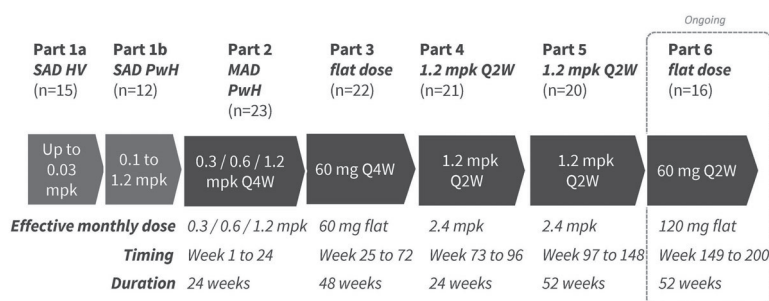 Ongoing
Part 1a Part 1b Part 2 Part 3 Part 4 Part 5 Part 6
SAD HV SAD PwH MAD flat dose 1.2 mpk Q2W 1.2 mpk Q2W flat dose
(n=15) (n=12) PwH (n=22) (n=21) (n=20) (n=16)
(n=23)
Up to
0.03
mpk
0.1 to
1.2 mpk
0.3 / 0.6 / 1.2
mpk Q4W
60 mg Q4W
1.2 mpk
Q2W
1.2 mpk
Q2W
60 mg Q2W
Effective monthly dose 0.3 / 0.6 / 1.2 mpk 60 mg flat 2.4 mpk 2.4 mpk 120 mg flat
Timing Week 1 to 24 Week 25 to 72 Week 73 to 96 Week 97 to 148 Week 149 to 200
Duration 24 weeks 48 weeks 24 weeks 52 weeks 52 weeks